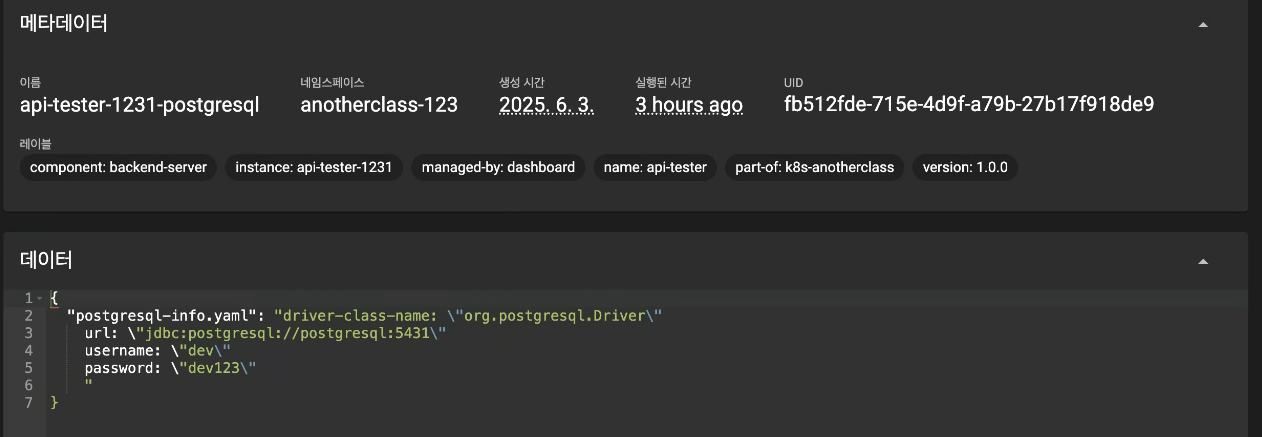 메타데이터
이름 네임스페이스 생성 시간 실행된 시간 UID
api-tester-1231-postgresql anotherclass-123 2025. 6. 3. 3 hours ago fb512fde-715e-4d9f-a79b-27b17f918de9
레이블
component: backend-server instance: api-tester-1231 managed-by: dashboard name: api-tester part-of: k8s-anotherclass version: 1.0.0
데이터
1 {
2 "postgresql-info.yaml": "driver-class-name: \"org.postgresql.Driver\"
3 url: \"jdbc:postgresql://postgresql:5431\"
4 username: \"dev\"
5 password: \"dev123\"
6 "
7 }